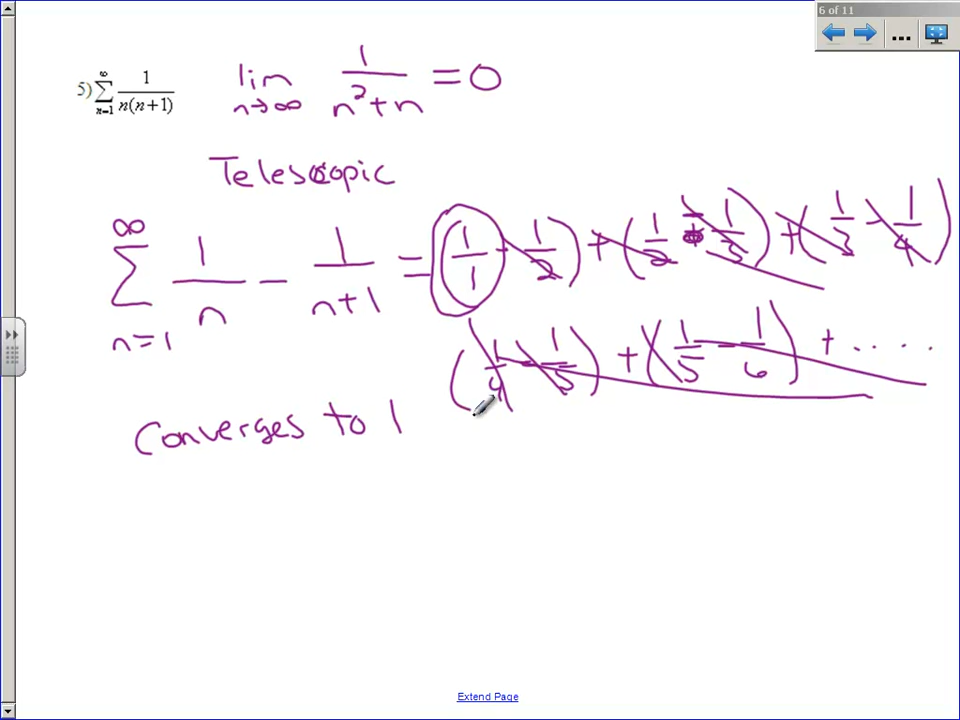 6 of 11
5) ∑_{n=1}^{∞} 1/(n(n+1)) lim_{n→∞} 1/(n²+n) = 0
Telescopic
∑_{n=1}^{∞} 1/n − 1/(n+1) = (1/1 − 1/2) + (1/2 − 1/3) + (1/3 − 1/4)
(1/4 − 1/5) + (1/5 − 1/6) + .....
Converges to 1
Extend Page